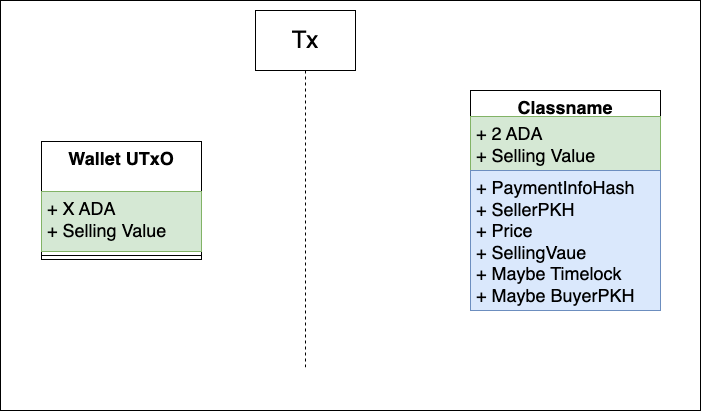 Tx
Wallet UTxO
+ X ADA
+ Selling Value
Classname
+ 2 ADA
+ Selling Value
+ PaymentInfoHash
+ SellerPKH
+ Price
+ SellingVaue
+ Maybe Timelock
+ Maybe BuyerPKH